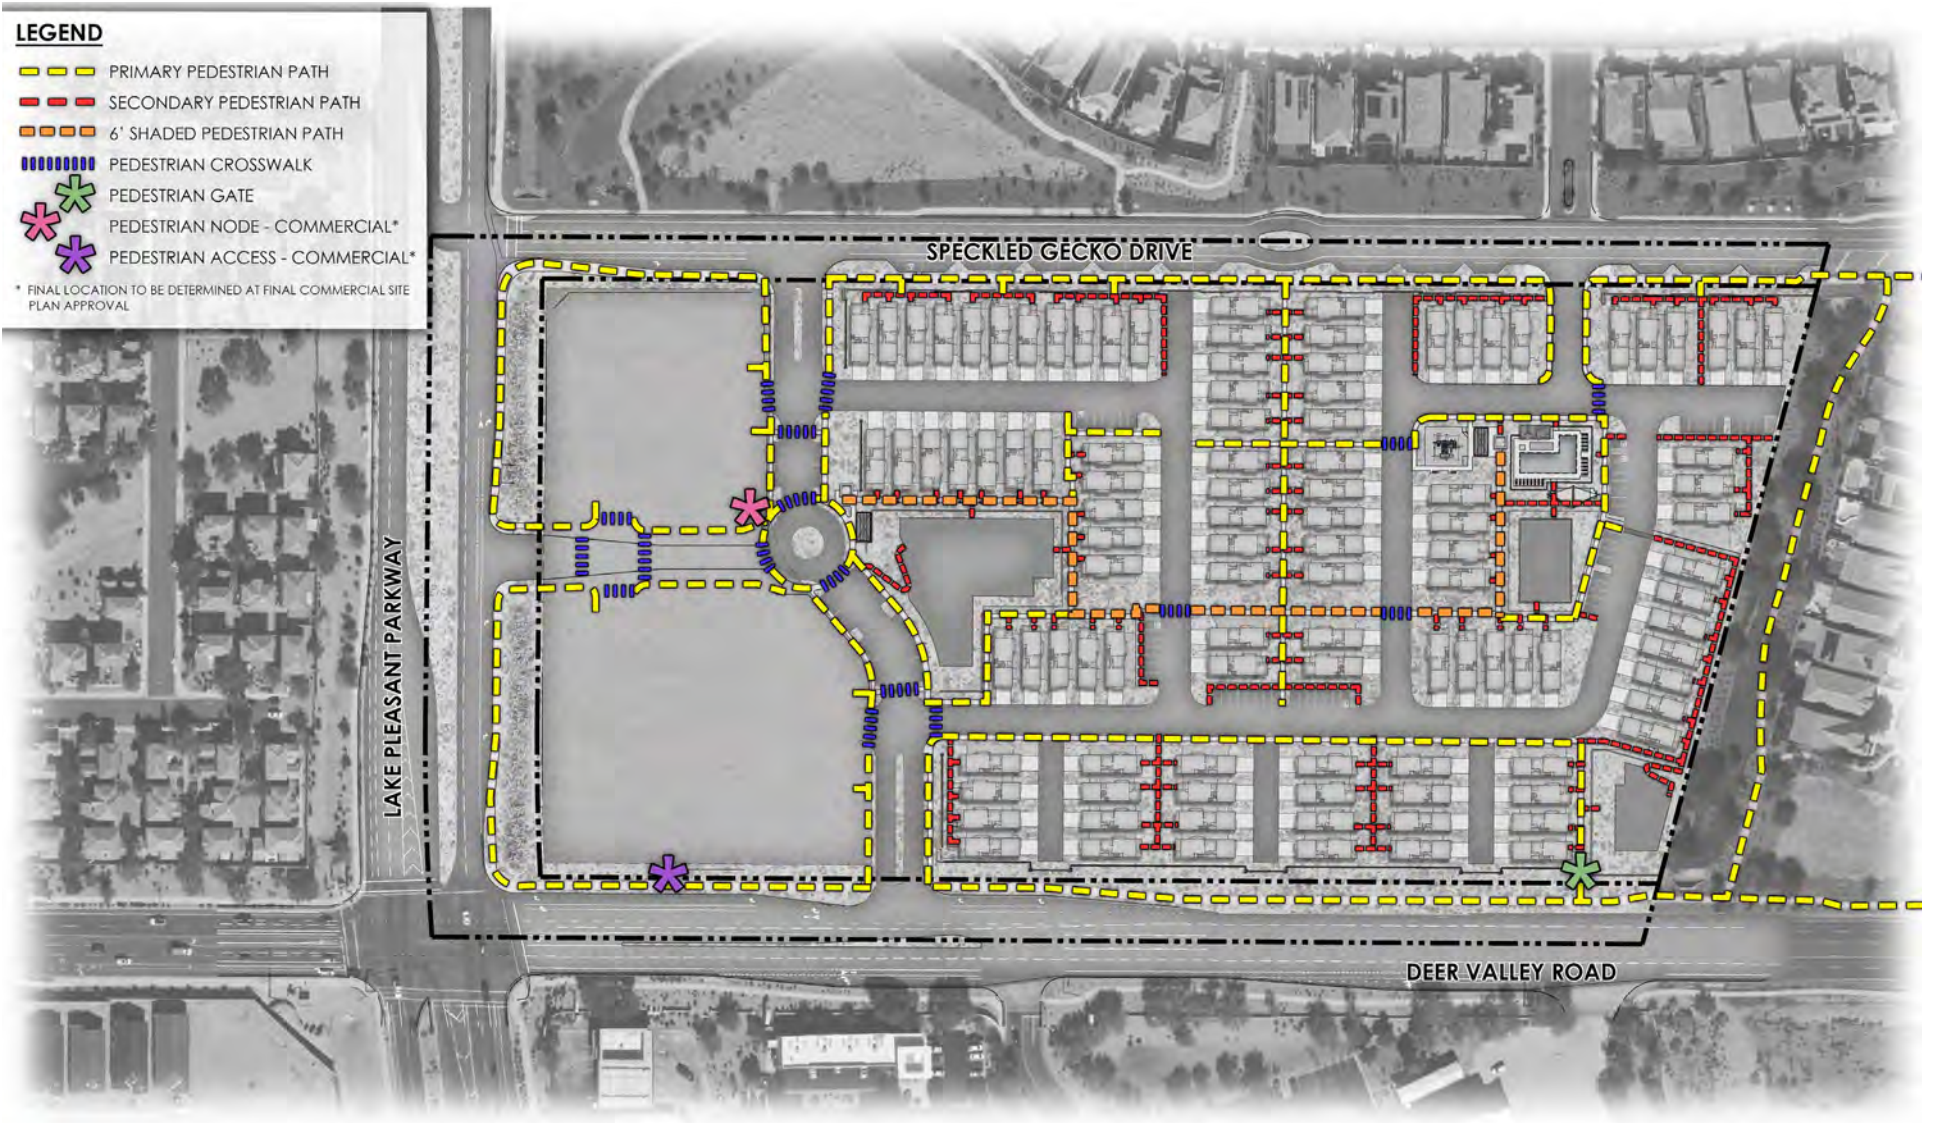 LEGEND
PRIMARY PEDESTRIAN PATH
SECONDARY PEDESTRIAN PATH
6' SHADED PEDESTRIAN PATH
PEDESTRIAN CROSSWALK
PEDESTRIAN GATE
PEDESTRIAN NODE - COMMERCIAL*
PEDESTRIAN ACCESS - COMMERCIAL*
* FINAL LOCATION TO BE DETERMINED AT FINAL COMMERCIAL SITE
PLAN APPROVAL
SPECKLED GECKO DRIVE
LAKE PLEASANT PARKWAY
DEER VALLEY ROAD